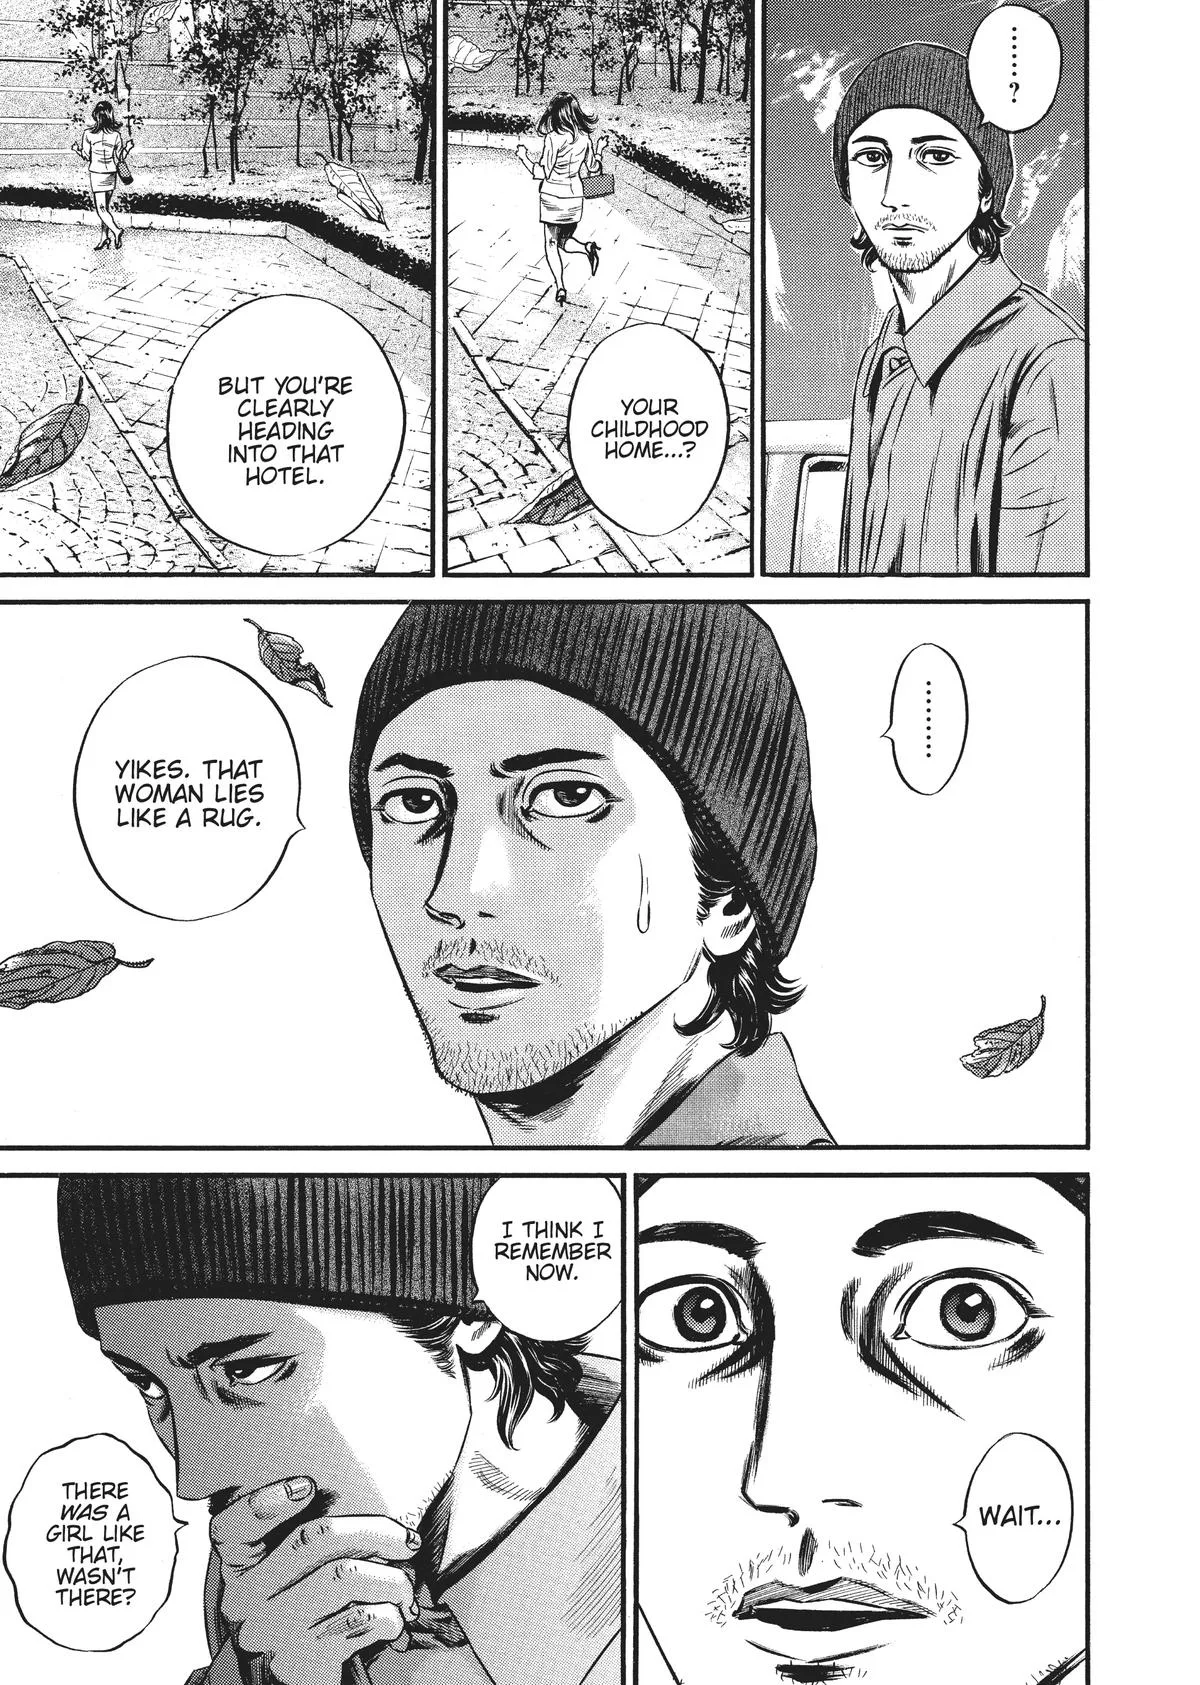 .......?
YOUR
CHILDHOOD
HOME...?
BUT YOU'RE
CLEARLY
HEADING
INTO THAT
HOTEL.
........
YIKES. THAT
WOMAN LIES
LIKE A RUG.
WAIT...
I THINK I
REMEMBER
NOW.
THERE
WAS A
GIRL LIKE
THAT,
WASN'T
THERE?